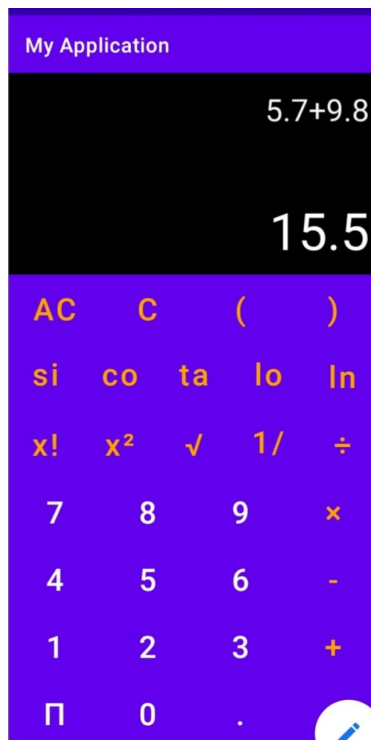 My Application
5.7+9.8
15.5
AC C ( )
si co ta lo ln
x! x² √ 1/ ÷
7 8 9 ×
4 5 6 -
1 2 3 +
П 0 .